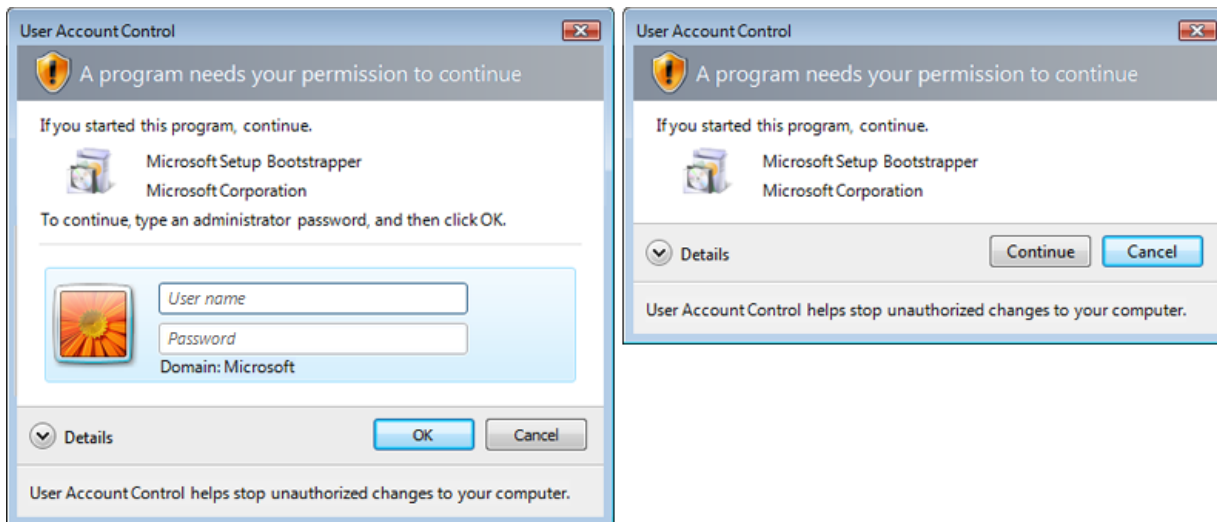 User Account Control
A program needs your permission to continue
If you started this program, continue.
Microsoft Setup Bootstrapper
Microsoft Corporation
To continue, type an administrator password, and then click OK.
User name
Password
Domain: Microsoft
Details
OK
Cancel
User Account Control helps stop unauthorized changes to your computer.
User Account Control
A program needs your permission to continue
If you started this program, continue.
Microsoft Setup Bootstrapper
Microsoft Corporation
Details
Continue
Cancel
User Account Control helps stop unauthorized changes to your computer.